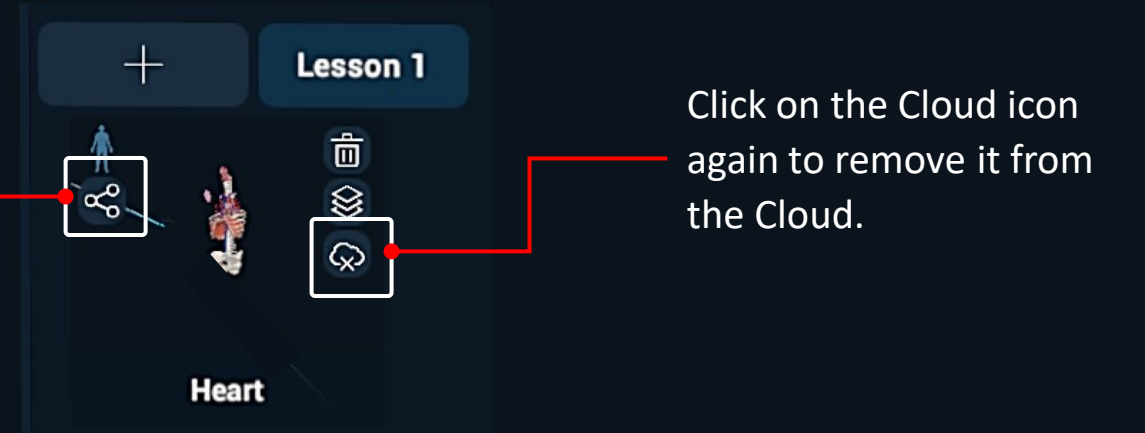 Lesson 1
Click on the Cloud icon
again to remove it from
the Cloud.
Heart